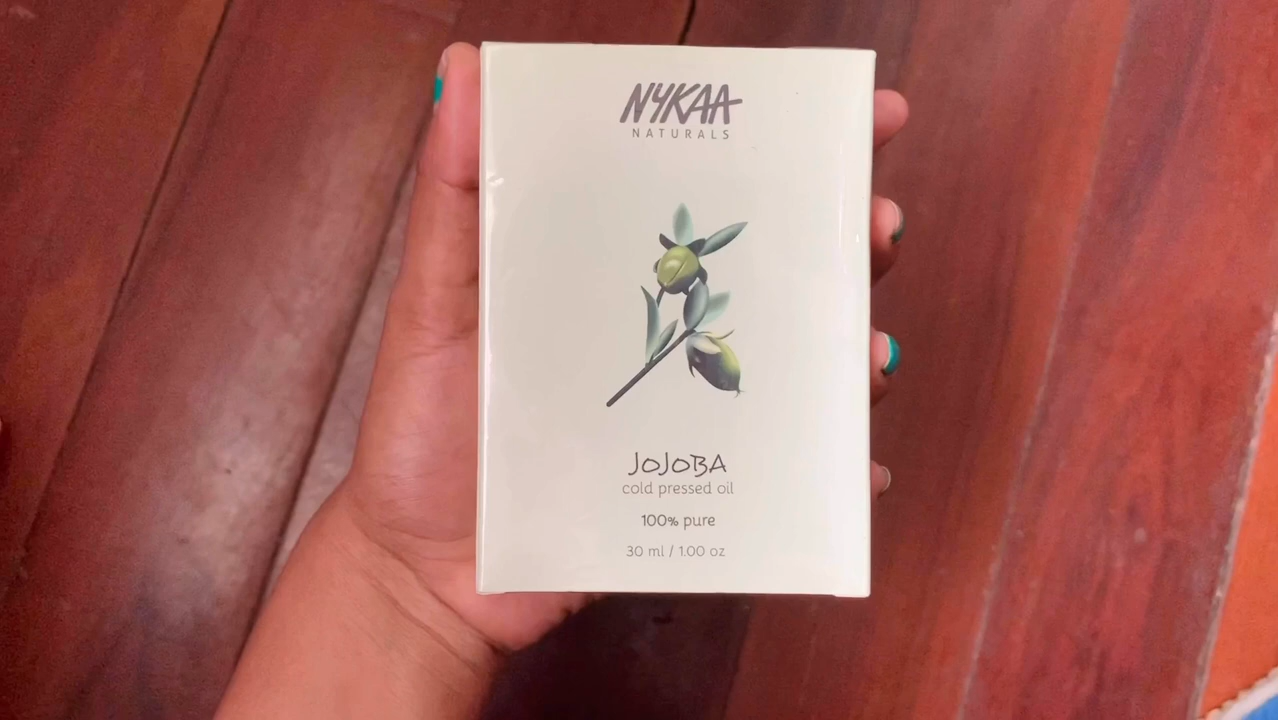 NYKAA
NATURALS
JOJOBA
cold pressed oil
100% pure
30 ml / 1.00 oz